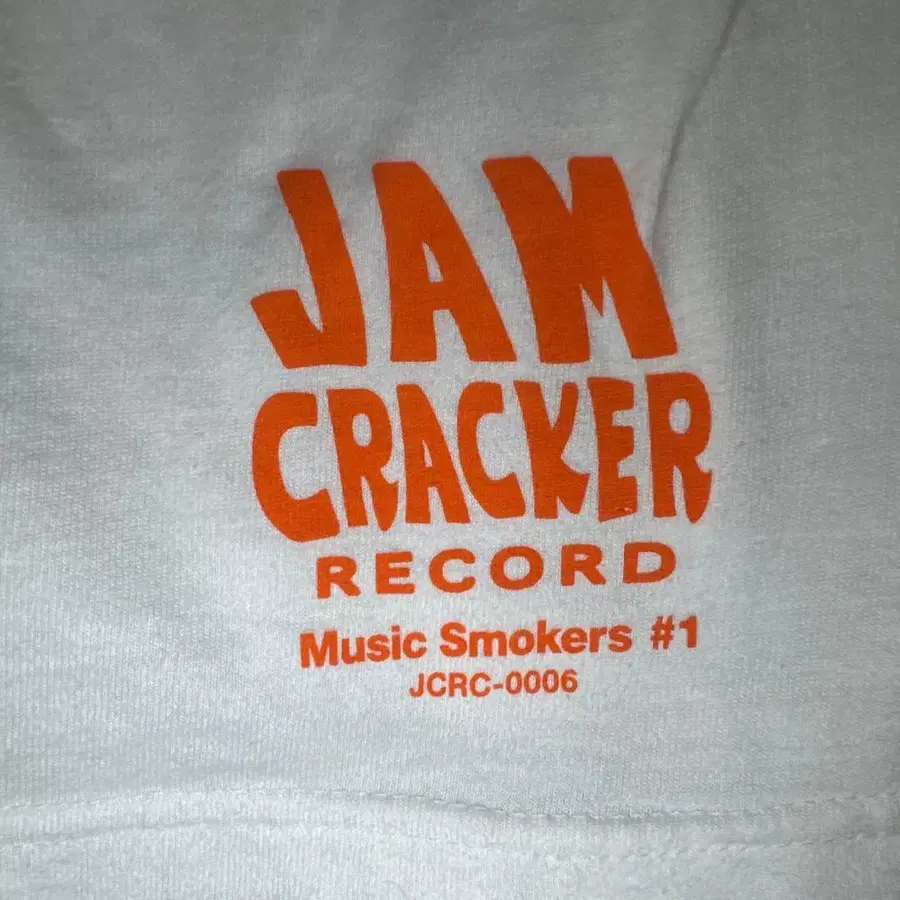 JAM
CRACKER
RECORD
Music Smokers #1
JCRC-0006